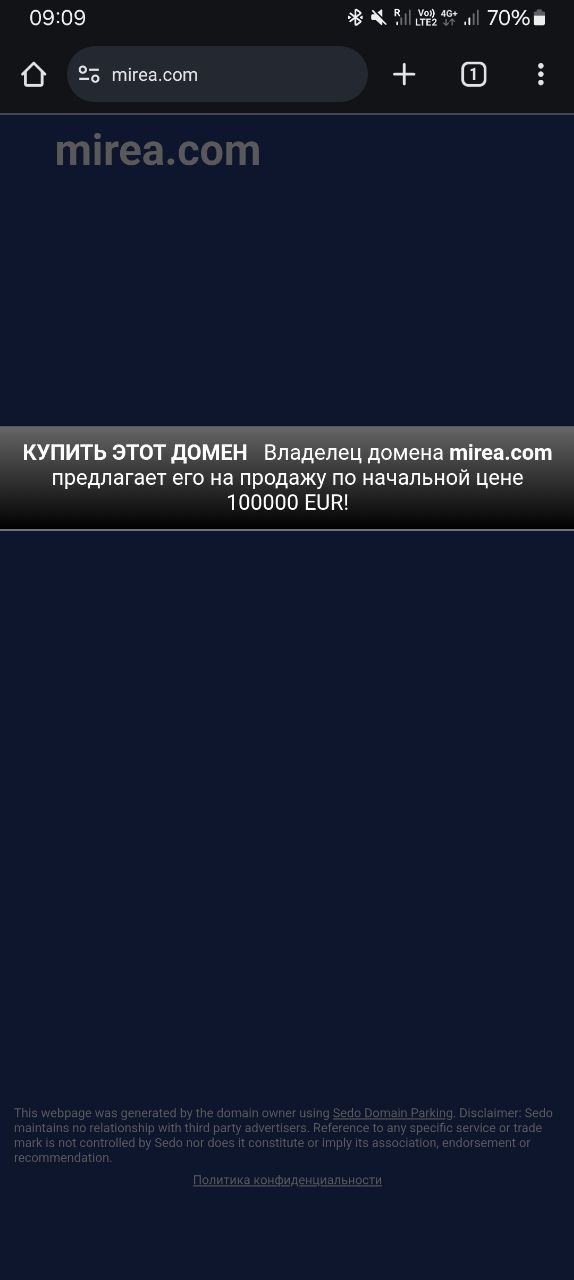 09:09
R Vo)) LTE2 4G+ 70%
mirea.com
1
mirea.com
КУПИТЬ ЭТОТ ДОМЕН Владелец домена mirea.com
предлагает его на продажу по начальной цене
100000 EUR!
This webpage was generated by the domain owner using Sedo Domain Parking. Disclaimer: Sedo
maintains no relationship with third party advertisers. Reference to any specific service or trade
mark is not controlled by Sedo nor does it constitute or imply its association, endorsement or
recommendation.
Политика конфиденциальности